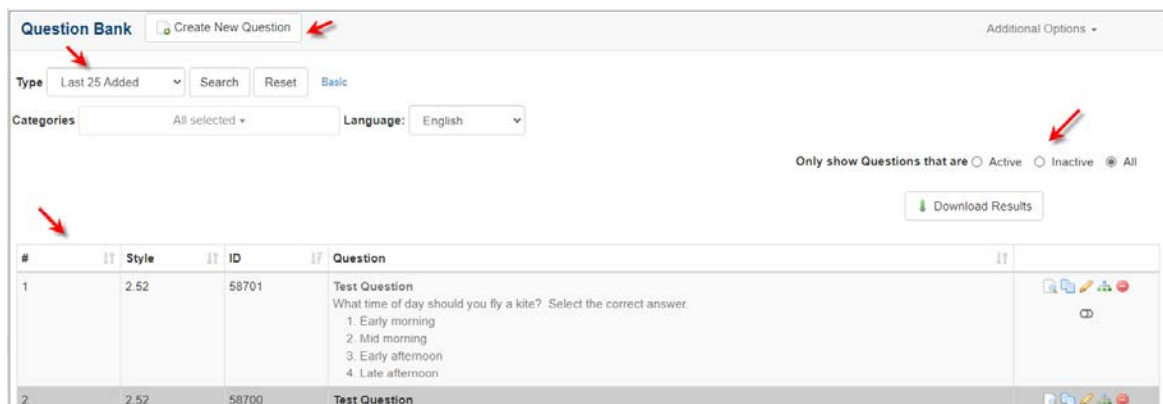 Question Bank Create New Question Additional Options
Type Last 25 Added Search Reset Basic
Categories All selected Language: English
Only show Questions that are Active Inactive All
Download Results
# Style ID Question
1 2.52 58701 Test Question
What time of day should you fly a kite? Select the correct answer.
1. Early morning
2. Mid morning
3. Early afternoon
4. Late afternoon
2 2.52 58700 Test Question